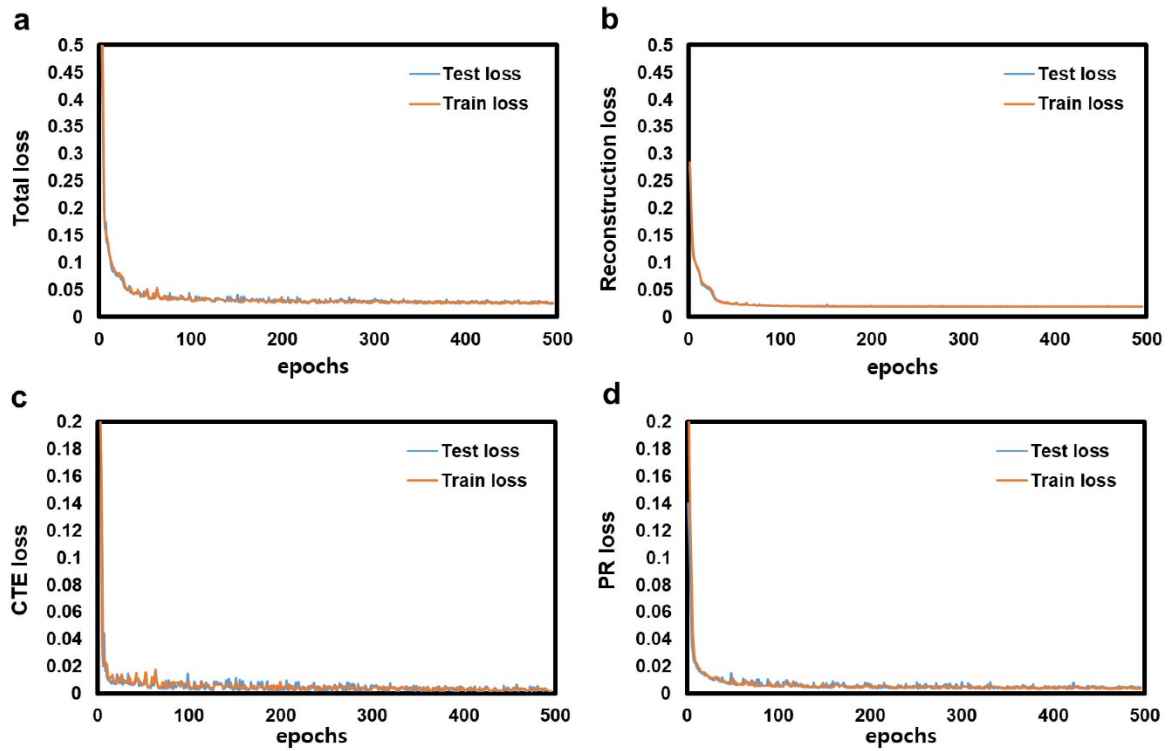 a
0.5
0.45
0.4
0.35
0.3
0.25
0.2
0.15
0.1
0.05
0
Total loss
Test loss
Train loss
0 100 200 300 400 500
epochs
b
0.5
0.45
0.4
0.35
0.3
0.25
0.2
0.15
0.1
0.05
0
Reconstruction loss
Test loss
Train loss
0 100 200 300 400 500
epochs
c
0.2
0.18
0.16
0.14
0.12
0.1
0.08
0.06
0.04
0.02
0
CTE loss
Test loss
Train loss
0 100 200 300 400 500
epochs
d
0.2
0.18
0.16
0.14
0.12
0.1
0.08
0.06
0.04
0.02
0
PR loss
Test loss
Train loss
0 100 200 300 400 500
epochs